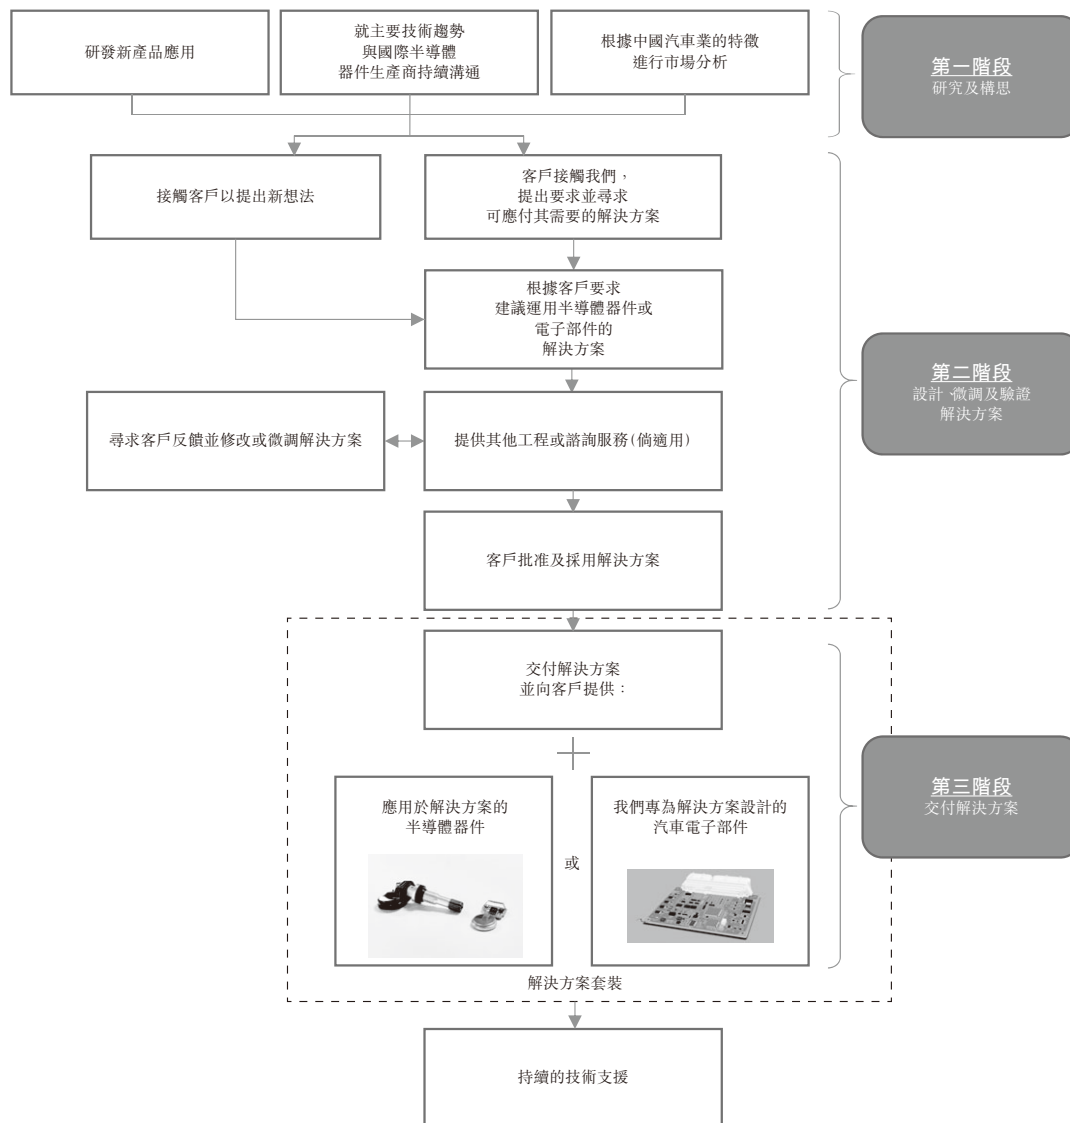 研發新產品應用
就主要技術趨勢
與國際半導體
器件生產商持續溝通
根據中國汽車業的特徵
進行市場分析
第一階段
研究及構思
接觸客戶以提出新想法
客戶接觸我們，
提出要求並尋求
可應付其需要的解決方案
根據客戶要求
建議運用半導體器件或
電子部件的
解決方案
第二階段
設計、微調及驗證
解決方案
尋求客戶反饋並修改或微調解決方案
提供其他工程或諮詢服務(倘適用)
客戶批准及採用解決方案
交付解決方案
並向客戶提供：
第三階段
交付解決方案
應用於解決方案的
半導體器件
或
我們專為解決方案設計的
汽車電子部件
解決方案套裝
持續的技術支援